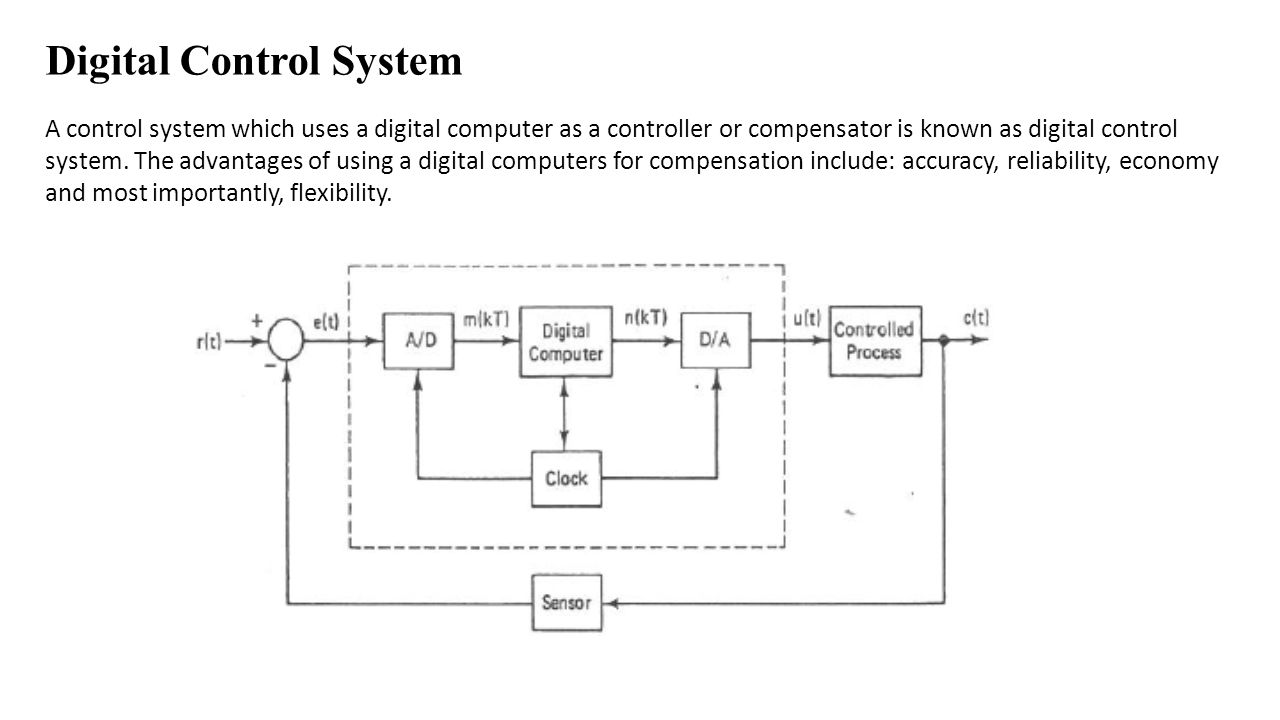 Digital Control System
A control system which uses a digital computer as a controller or compensator is known as digital control
system. The advantages of using a digital computers for compensation include: accuracy, reliability, economy
and most importantly, flexibility.
r(t)
+
−
e(t)
A/D
m(kT)
Digital
Computer
n(kT)
D/A
u(t)
Controlled
Process
c(t)
Clock
Sensor